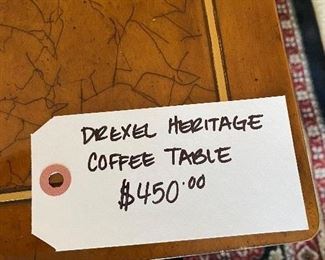 DREXEL HERITAGE
COFFEE TABLE
$450.00